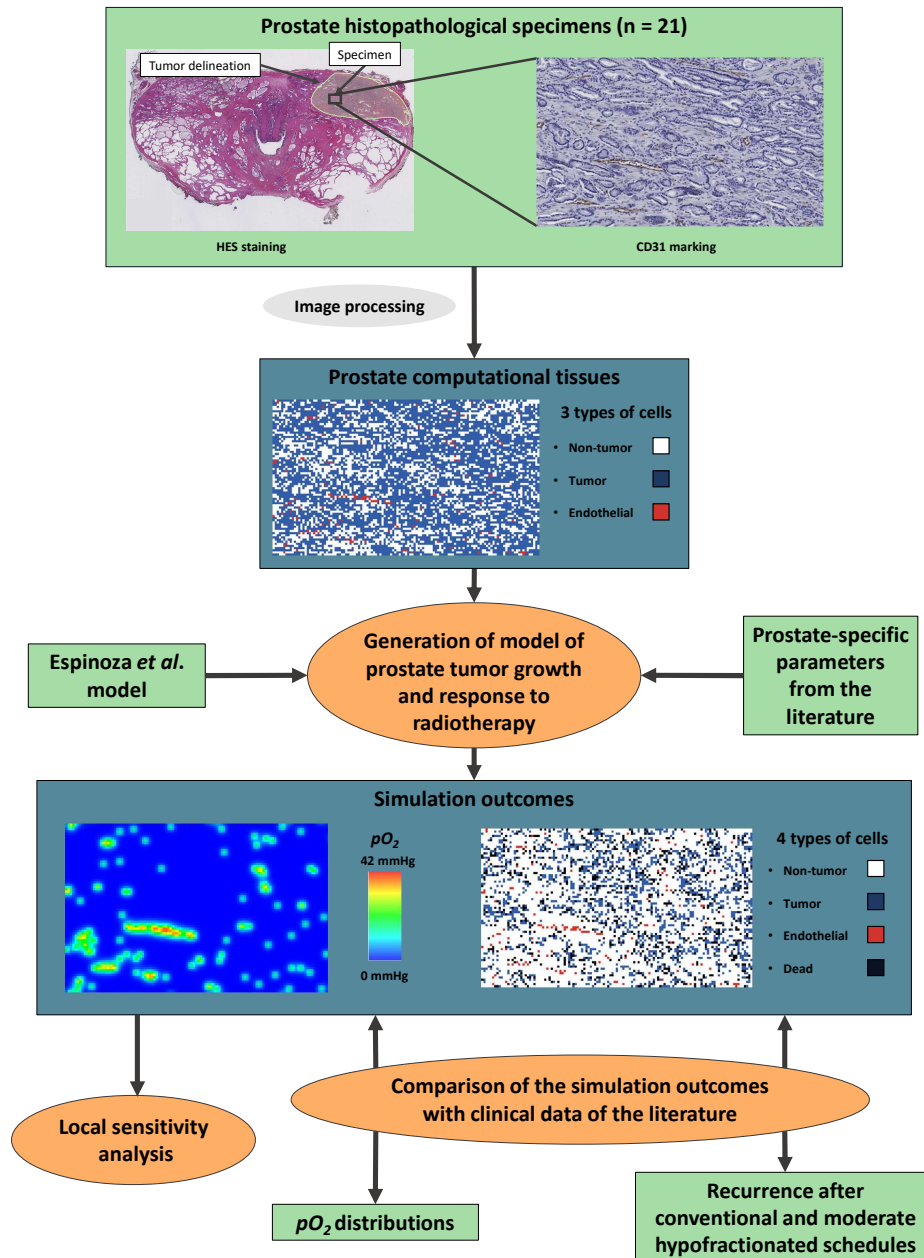 Prostate histopathological specimens (n = 21)
Specimen
Tumor delineation
HES staining
CD31 marking
Image processing
Prostate computational tissues
3 types of cells
• Non-tumor
• Tumor
• Endothelial
Espinoza et al.
model
Generation of model of
prostate tumor growth
and response to
radiotherapy
Prostate-specific
parameters
from the
literature
Simulation outcomes
pO2
42 mmHg
0 mmHg
4 types of cells
• Non-tumor
• Tumor
• Endothelial
• Dead
Comparison of the simulation outcomes
with clinical data of the literature
Local sensitivity
analysis
pO2 distributions
Recurrence after
conventional and moderate
hypofractionated schedules